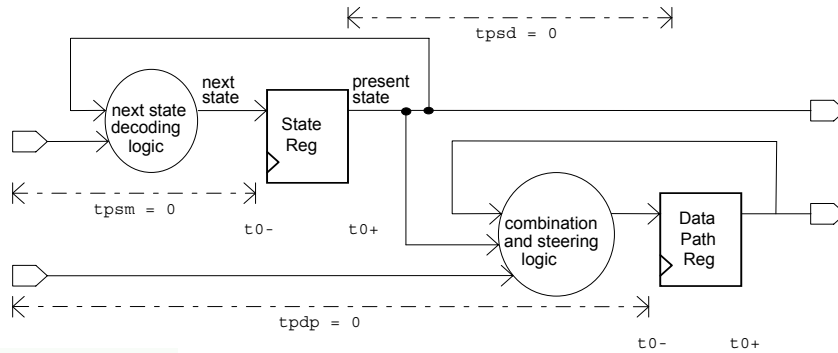 tpsd = 0
next
state
present
state
next state
decoding
logic
State
Reg
tpsm = 0
t0-
t0+
combination
and steering
logic
Data
Path
Reg
tpdp = 0
t0-
t0+